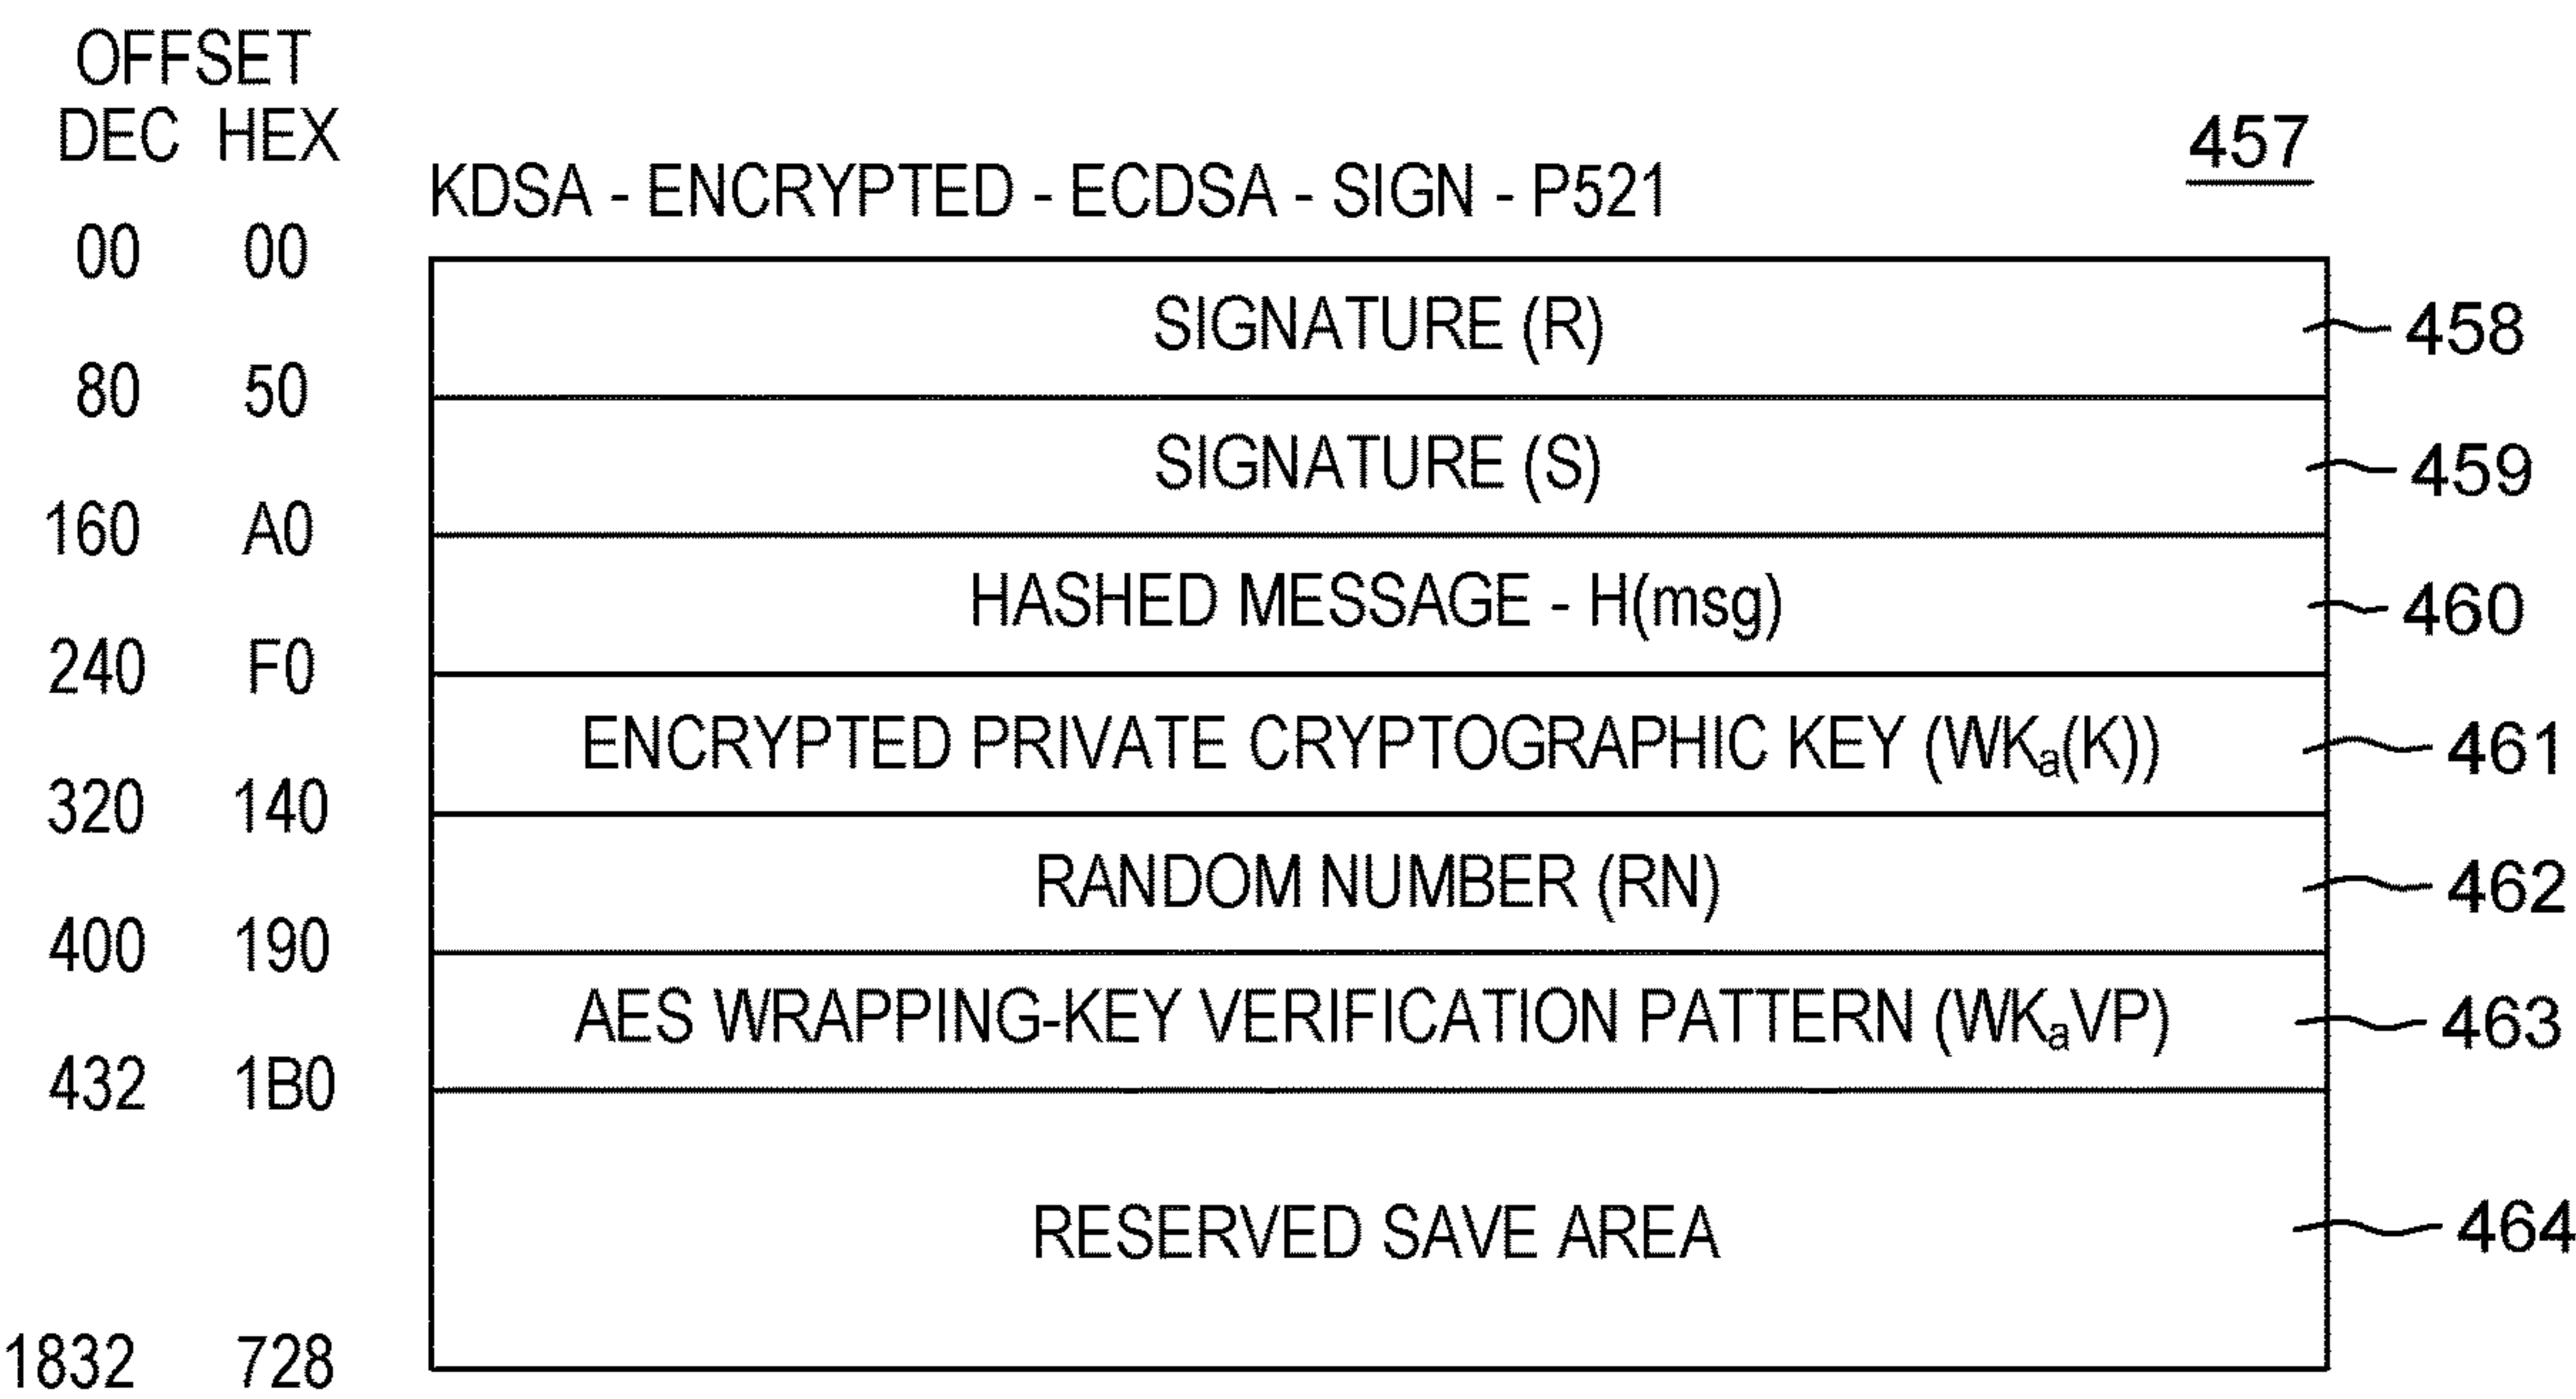 OFFSET
DEC HEX
457
KDSA - ENCRYPTED - ECDSA - SIGN - P521
00 00
SIGNATURE (R) 458
80 50
SIGNATURE (S) 459
160 A0
HASHED MESSAGE - H(msg) 460
240 F0
ENCRYPTED PRIVATE CRYPTOGRAPHIC KEY (WKa(K)) 461
320 140
RANDOM NUMBER (RN) 462
400 190
AES WRAPPING-KEY VERIFICATION PATTERN (WKaVP) 463
432 1B0
RESERVED SAVE AREA 464
1832 728